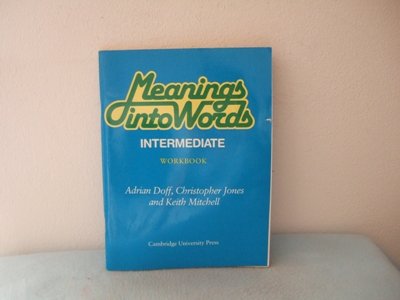 Meanings
into Words
INTERMEDIATE
WORKBOOK
Adrian Doff, Christopher Jones
and Keith Mitchell
Cambridge University Press